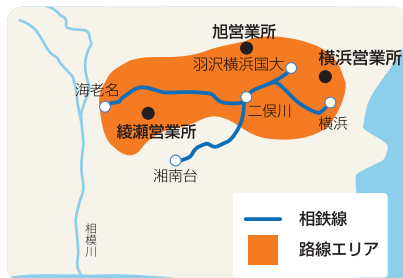 旭営業所
羽沢横浜国大
横浜営業所
海老名
二俣川
横浜
綾瀬営業所
湘南台
相模川
相鉄線
路線エリア